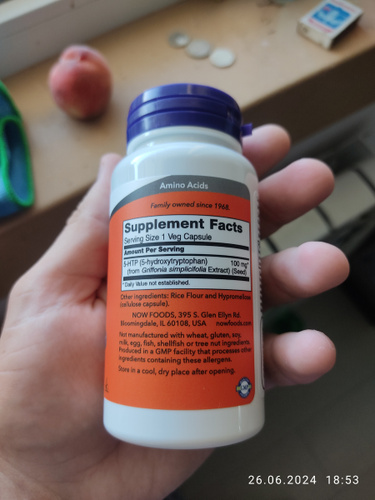 Amino Acids
Family owned since 1968
Supplement Facts
Serving Size 1 Veg Capsule
Amount Per Serving
5-HTP (5-hydroxytryptophan) 100 mg*
(from Griffonia simplicifolia Extract) (Seed)
* Daily Value not established.
Other ingredients: Rice Flour and Hypromellose
(cellulose capsule).
NOW FOODS, 395 S. Glen Ellyn Rd.
Bloomingdale, IL 60108, USA nowfoods.com
Not manufactured with wheat, gluten, soy,
milk, egg, fish, shellfish or tree nut ingredients.
Produced in a GMP facility that processes other
ingredients containing these allergens.
Store in a cool, dry place after opening.
26.06.2024 18:53